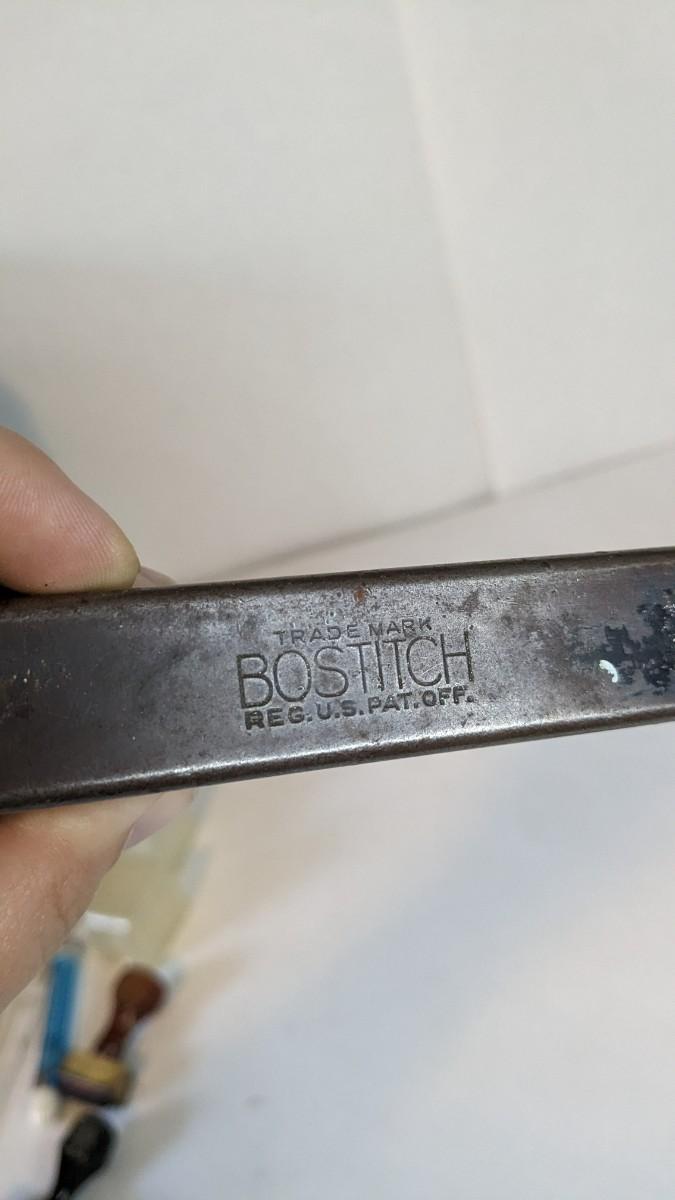 TRADE MARK
BOSTITCH
REG. U.S. PAT. OFF.